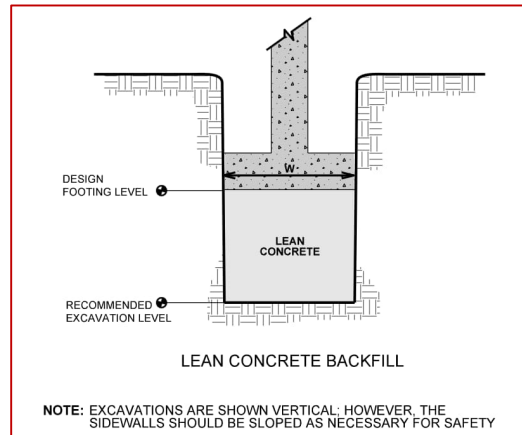 DESIGN
FOOTING LEVEL
W
LEAN
CONCRETE
RECOMMENDED
EXCAVATION LEVEL
LEAN CONCRETE BACKFILL
NOTE: EXCAVATIONS ARE SHOWN VERTICAL; HOWEVER, THE
SIDEWALLS SHOULD BE SLOPED AS NECESSARY FOR SAFETY